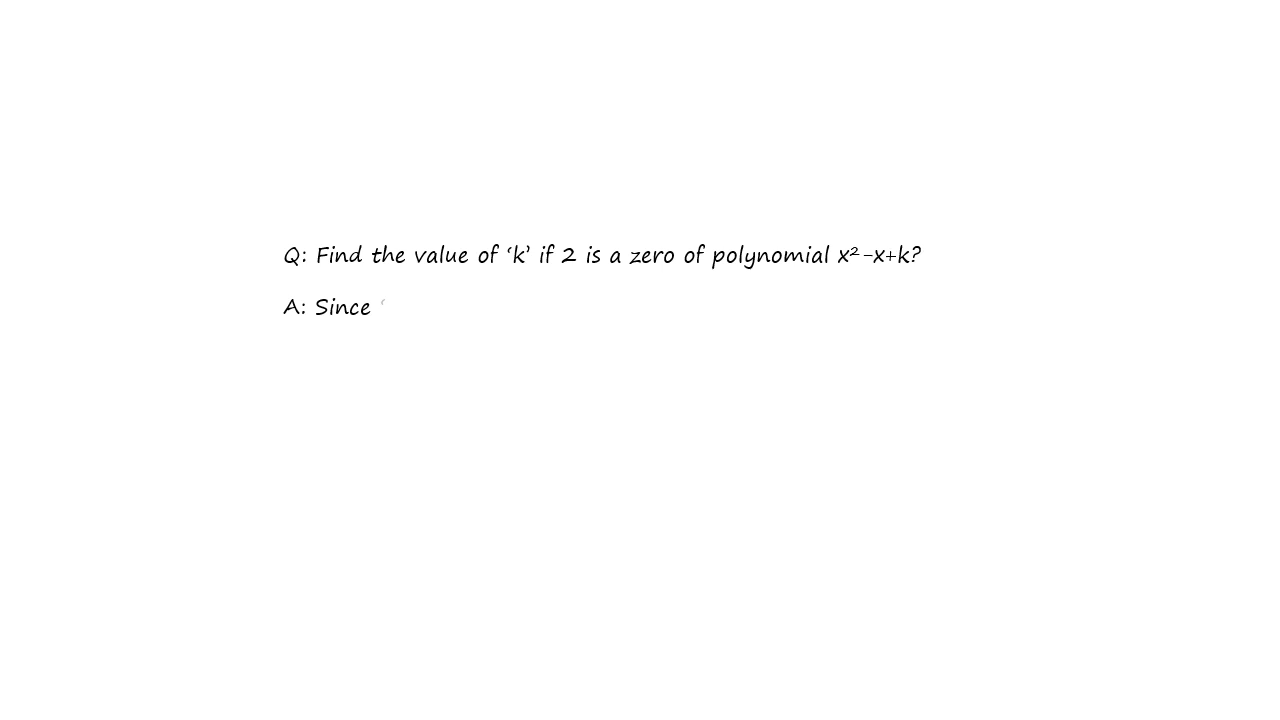 Q: Find the value of ‘k’ if 2 is a zero of polynomial x²-x+k?
A: Since ‘